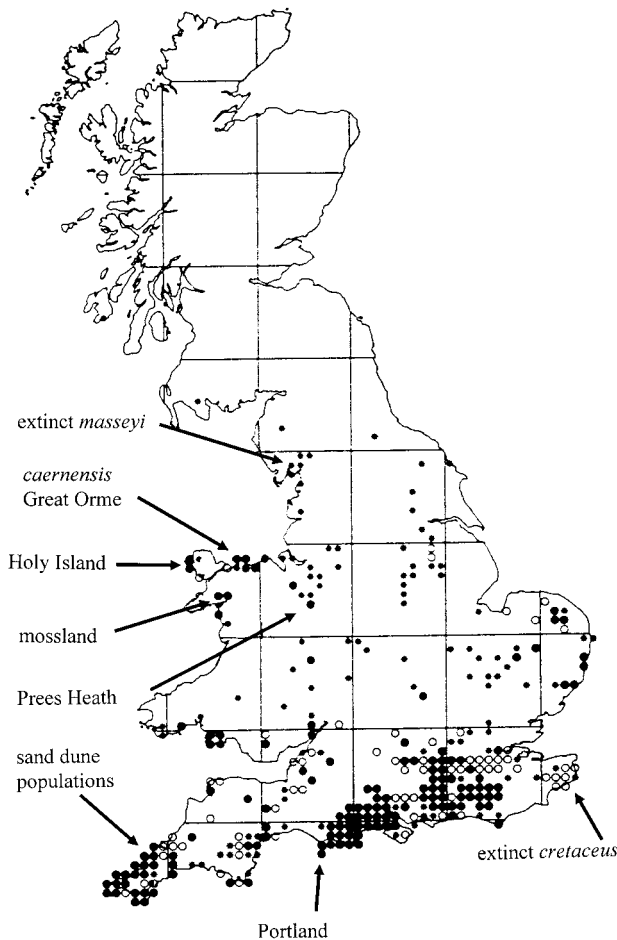 extinct masseyi
caernensis
Great Orme
Holy Island
mossland
Prees Heath
sand dune
populations
extinct cretaceus
Portland